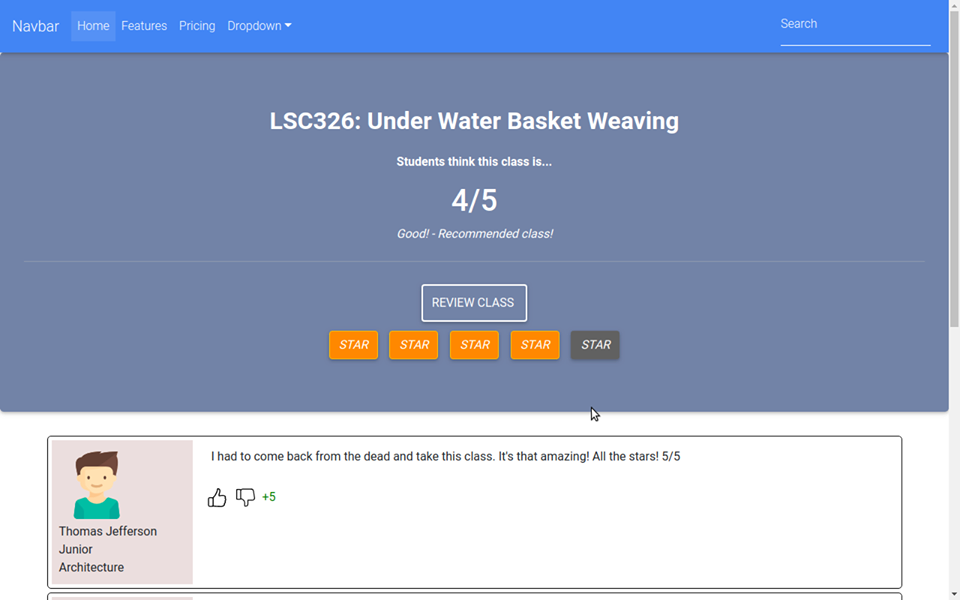 Navbar Home Features Pricing Dropdown Search
LSC326: Under Water Basket Weaving
Students think this class is...
4/5
Good! - Recommended class!
REVIEW CLASS
STAR STAR STAR STAR STAR
I had to come back from the dead and take this class. It's that amazing! All the stars! 5/5
+5
Thomas Jefferson
Junior
Architecture